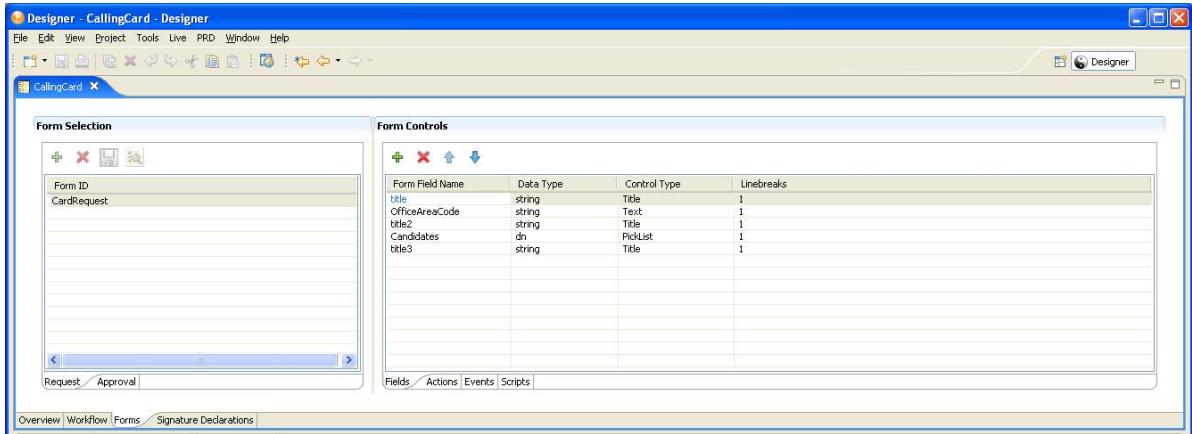 Designer - CallingCard - Designer
File Edit View Project Tools Live PRD Window Help
Designer
CallingCard
Form Selection
Form Controls
Form ID
CardRequest
Form Field Name Data Type Control Type Linebreaks
title string Title 1
OfficeAreaCode string Text 1
title2 string Title 1
Candidates dn PickList 1
title3 string Title 1
Request Approval
Fields Actions Events Scripts
Overview Workflow Forms Signature Declarations